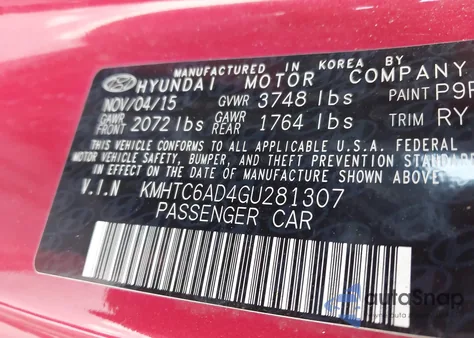 MANUFACTURED IN KOREA BY
HYUNDAI MOTOR COMPANY
NOV/04/15 GVWR 3748 lbs PAINT P9R
GAWR FRONT 2072 lbs GAWR REAR 1764 lbs TRIM RY
THIS VEHICLE CONFORMS TO ALL APPLICABLE U.S.A. FEDERAL
MOTOR VEHICLE SAFETY, BUMPER, AND THEFT PREVENTION STANDARDS
IN EFFECT ON THE DATE OF MANUFACTURE SHOWN ABOVE.
V.I.N KMHTC6AD4GU281307
PASSENGER CAR
autoSnap